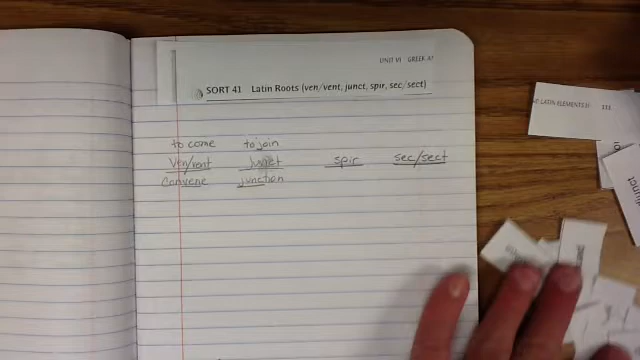 UNIT VI GREEK
SORT 41 Latin Roots (ven/vent, junct, spir, sec/sect)
to come to join
ven/vent junct spir sec/sect
convene junction
LATIN ELEMENTS II 111